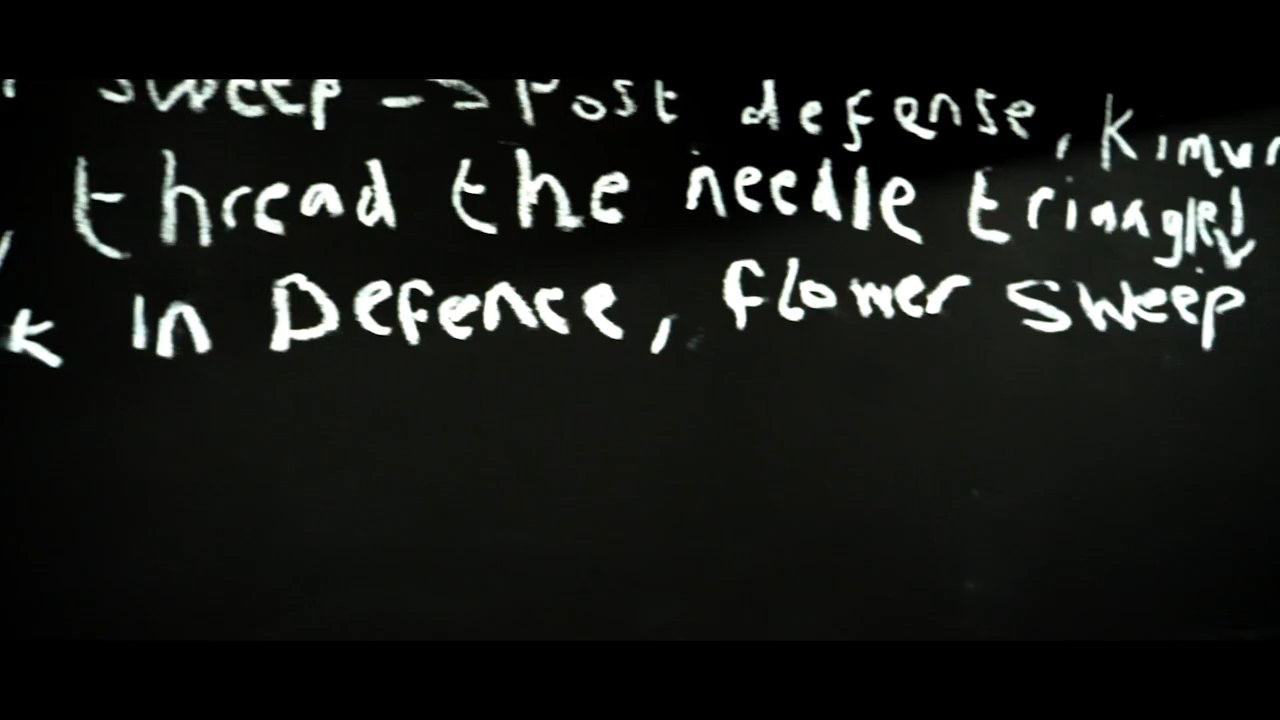 sweep -> Post defense, Kimur
, thread the needle triangle
k In Defence, flower sweep